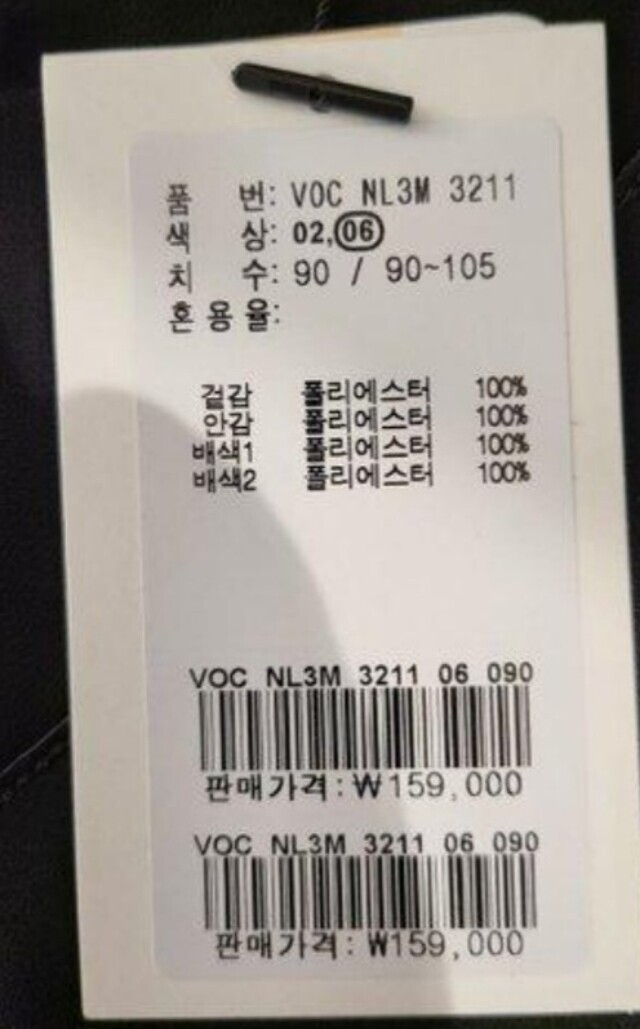 품 번: VOC NL3M 3211
색 상: 02,06
치 수: 90 / 90~105
혼 용 율:
겉감 폴리에스터 100%
안감 폴리에스터 100%
배색1 폴리에스터 100%
배색2 폴리에스터 100%
VOC NL3M 3211 06 090
판매가격:₩159,000
VOC NL3M 3211 06 090
판매가격:₩159,000